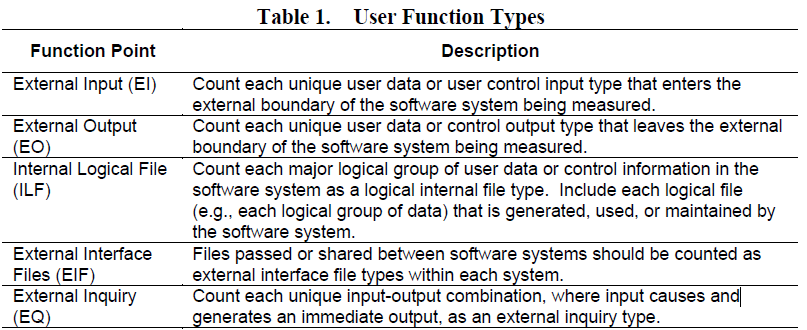 Table 1. User Function Types
Function Point Description
External Input (EI) Count each unique user data or user control input type that enters the
external boundary of the software system being measured.
External Output Count each unique user data or control output type that leaves the external
(EO) boundary of the software system being measured.
Internal Logical File Count each major logical group of user data or control information in the
(ILF) software system as a logical internal file type. Include each logical file
(e.g., each logical group of data) that is generated, used, or maintained by
the software system.
External Interface Files passed or shared between software systems should be counted as
Files (EIF) external interface file types within each system.
External Inquiry Count each unique input-output combination, where input causes and
(EQ) generates an immediate output, as an external inquiry type.